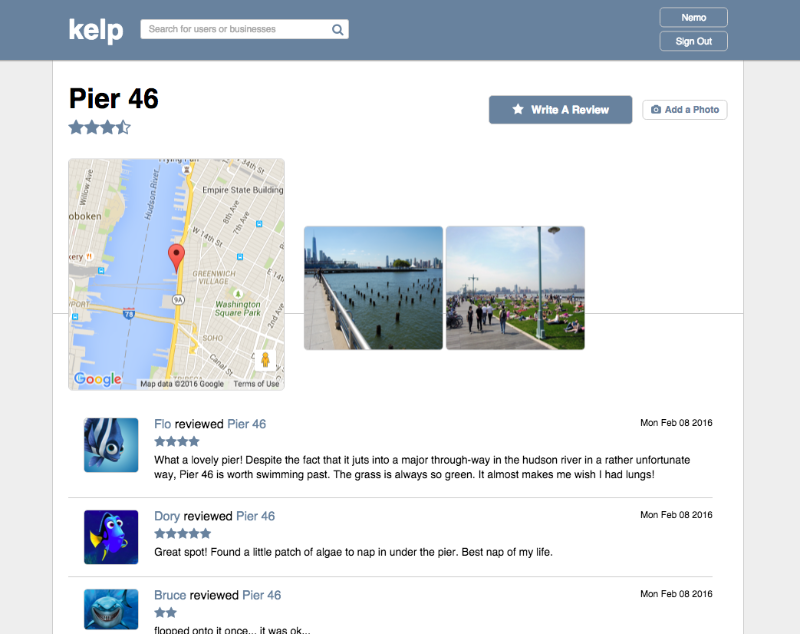 kelp
Search for users or businesses
Nemo
Sign Out
Pier 46
Write A Review
Add a Photo
34th St
Willow Ave
Hudson River
Empire State Building
8th Ave
7th Ave
oboken
W 14th St
kery
GREENWICH
VILLAGE
9A
Washington
Square Park
PORT
78
2nd Ave
SOHO
Canal St
Google
Map data ©2016 Google
Terms of Use
Flo reviewed Pier 46
Mon Feb 08 2016
What a lovely pier! Despite the fact that it juts into a major through-way in the hudson river in a rather unfortunate
way, Pier 46 is worth swimming past. The grass is always so green. It almost makes me wish I had lungs!
Dory reviewed Pier 46
Mon Feb 08 2016
Great spot! Found a little patch of algae to nap in under the pier. Best nap of my life.
Bruce reviewed Pier 46
Mon Feb 08 2016
flopped onto it once... it was ok...